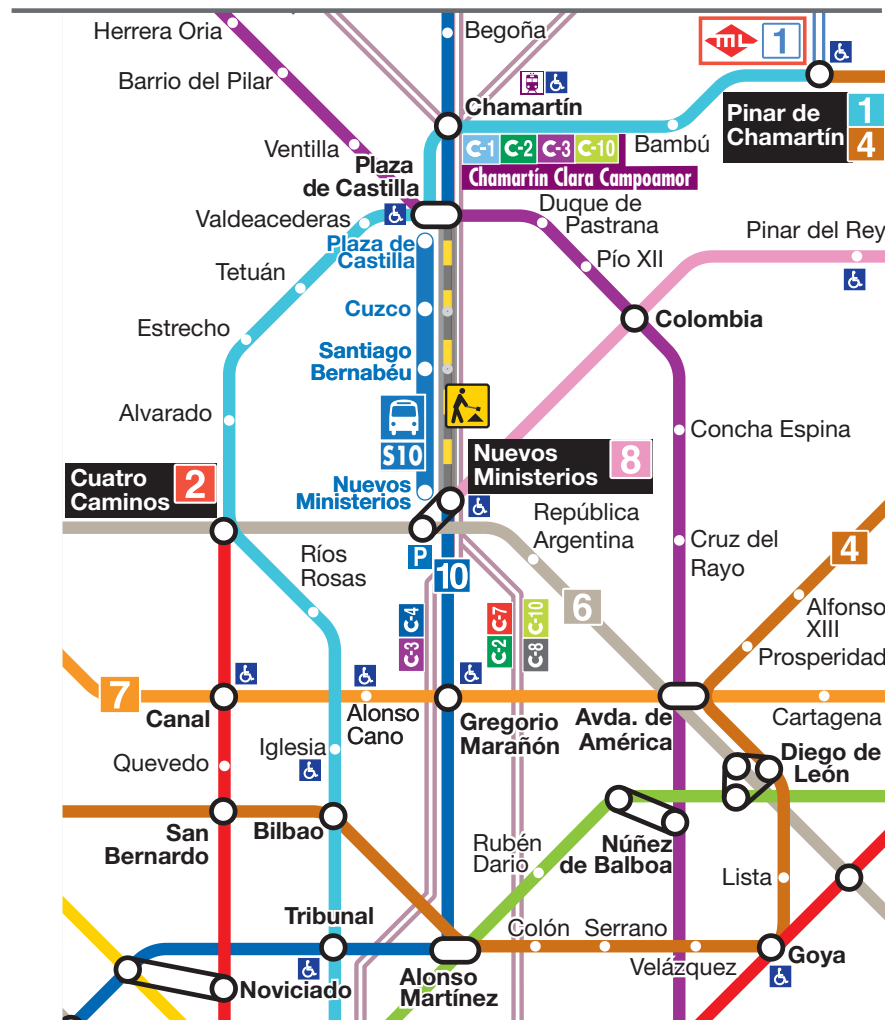 Herrera Oria
Begoña
ML 1
Barrio del Pilar
Chamartín
Pinar de
Chamartín
1
4
Ventilla
C-1 C-2 C-3 C-10
Bambú
Chamartín Clara Campoamor
Plaza
de Castilla
Valdeacederas
Duque de
Pastrana
Pinar del Rey
Plaza de
Castilla
Pío XII
Tetuán
Cuzco
Colombia
Estrecho
Santiago
Bernabéu
Alvarado
Concha Espina
S10
Nuevos
Ministerios
8
Cuatro
Caminos
2
Nuevos
Ministerios
República
Argentina
Cruz del
Rayo
4
Ríos
Rosas
P
10
6
Alfonso
XIII
C-4
C-3
C-7
C-2
C-10
C-8
Prosperidad
7
Canal
Alonso
Cano
Gregorio
Marañón
Avda. de
América
Cartagena
Quevedo
Iglesia
Diego de
León
San
Bernardo
Bilbao
Rubén
Dario
Núñez
de Balboa
Lista
Tribunal
Colón
Serrano
Velázquez
Goya
Noviciado
Alonso
Martínez